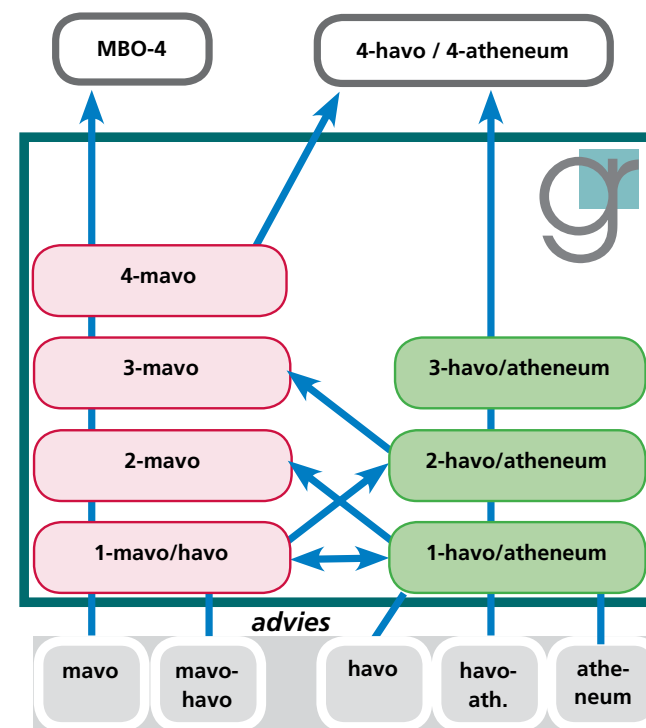 MBO-4
4-havo / 4-atheneum
gr
4-mavo
3-mavo
3-havo/atheneum
2-mavo
2-havo/atheneum
1-mavo/havo
1-havo/atheneum
advies
mavo
mavo-
havo
havo
havo-
ath.
athe-
neum